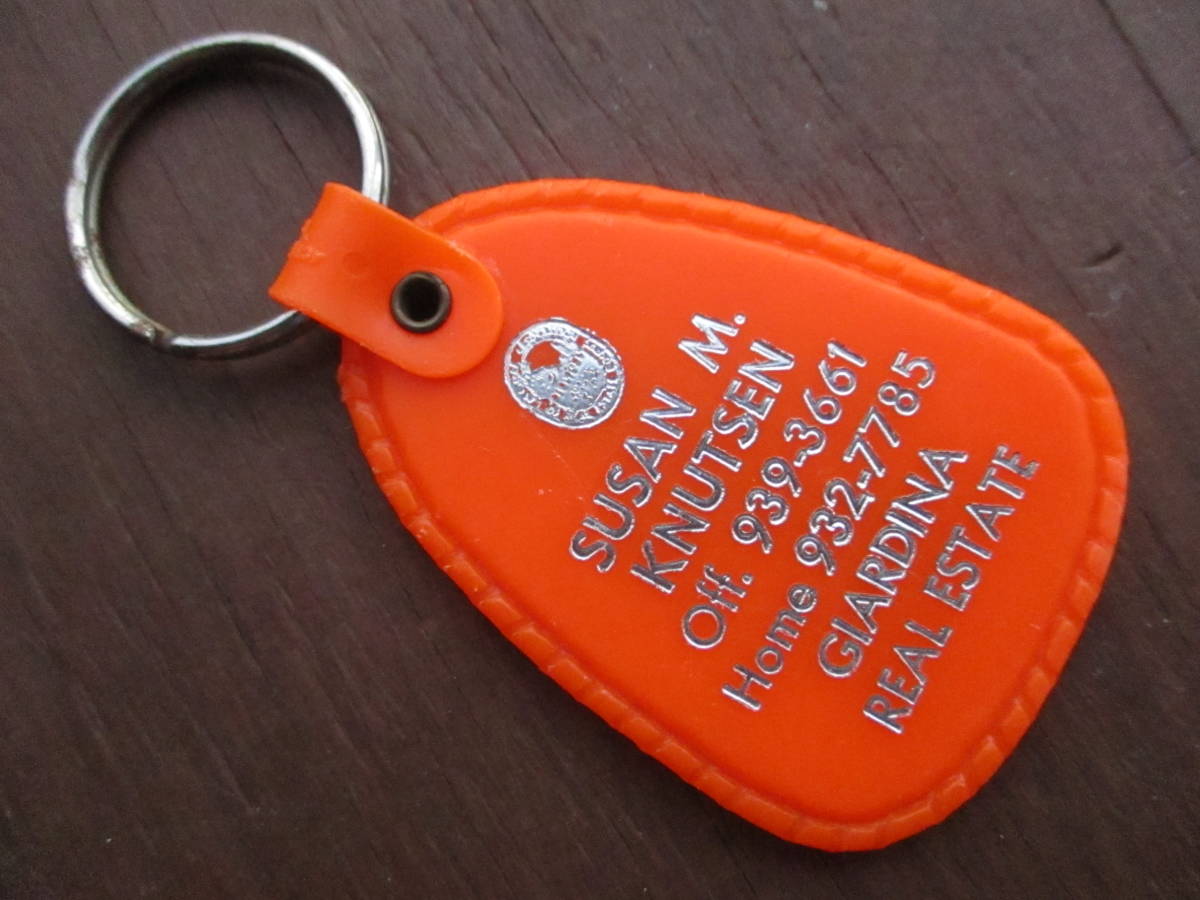 SUSAN M.
KNUTSEN
Off. 939-3661
Home 932-7785
GIARDINA
REAL ESTATE